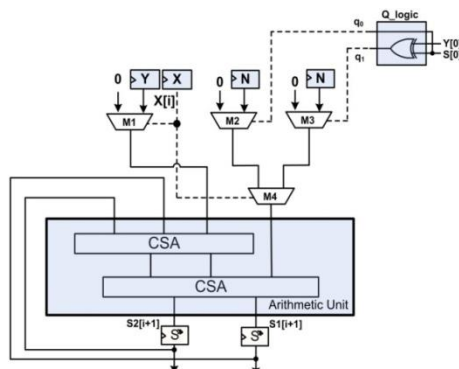 Q_logic
q₀
Y[0]
S[0]
q₁
0 Y X 0 N 0 N
X[i]
M1 M2 M3
M4
CSA
CSA
Arithmetic Unit
S2[i+1] S1[i+1]
S S